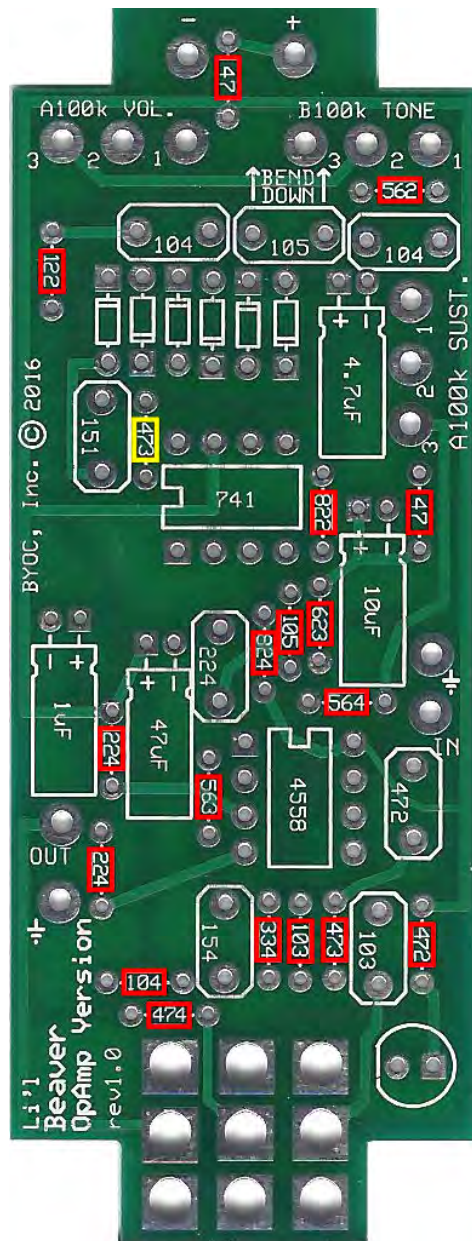 - +
47
A100k VOL.
B100k TONE
3 2 1
3 2 1
↑BEND↑
DOWN
562
104
105
104
122
1
2
3
A100k SUST.
+ -
4.7uF
151
473
BYOC, Inc. © 2016
741
822
47
+ -
10uF
623
105
824
224
564
- +
1uF
+ -
47uF
224
563
4558
IN
472
OUT
224
154
334
103
473
103
472
104
474
Li'l
Beaver
OpAmp Version
rev1.0